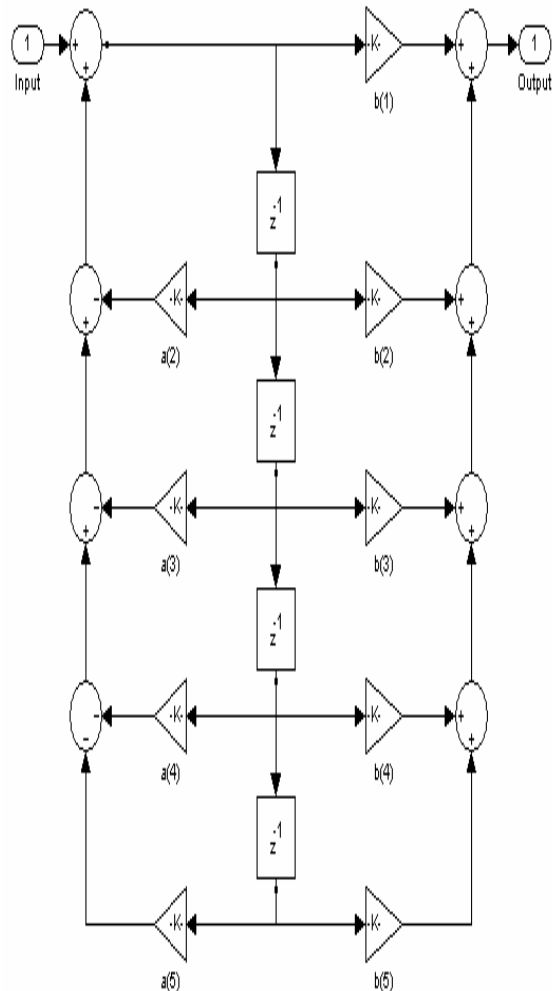 1 + + -K- + + 1
Input b(1) Output
z-1
- + -K- -K- + +
a(2) b(2)
z-1
- + -K- -K- + +
a(3) b(3)
z-1
- - -K- -K- + +
a(4) b(4)
z-1
-K- -K-
a(5) b(5)